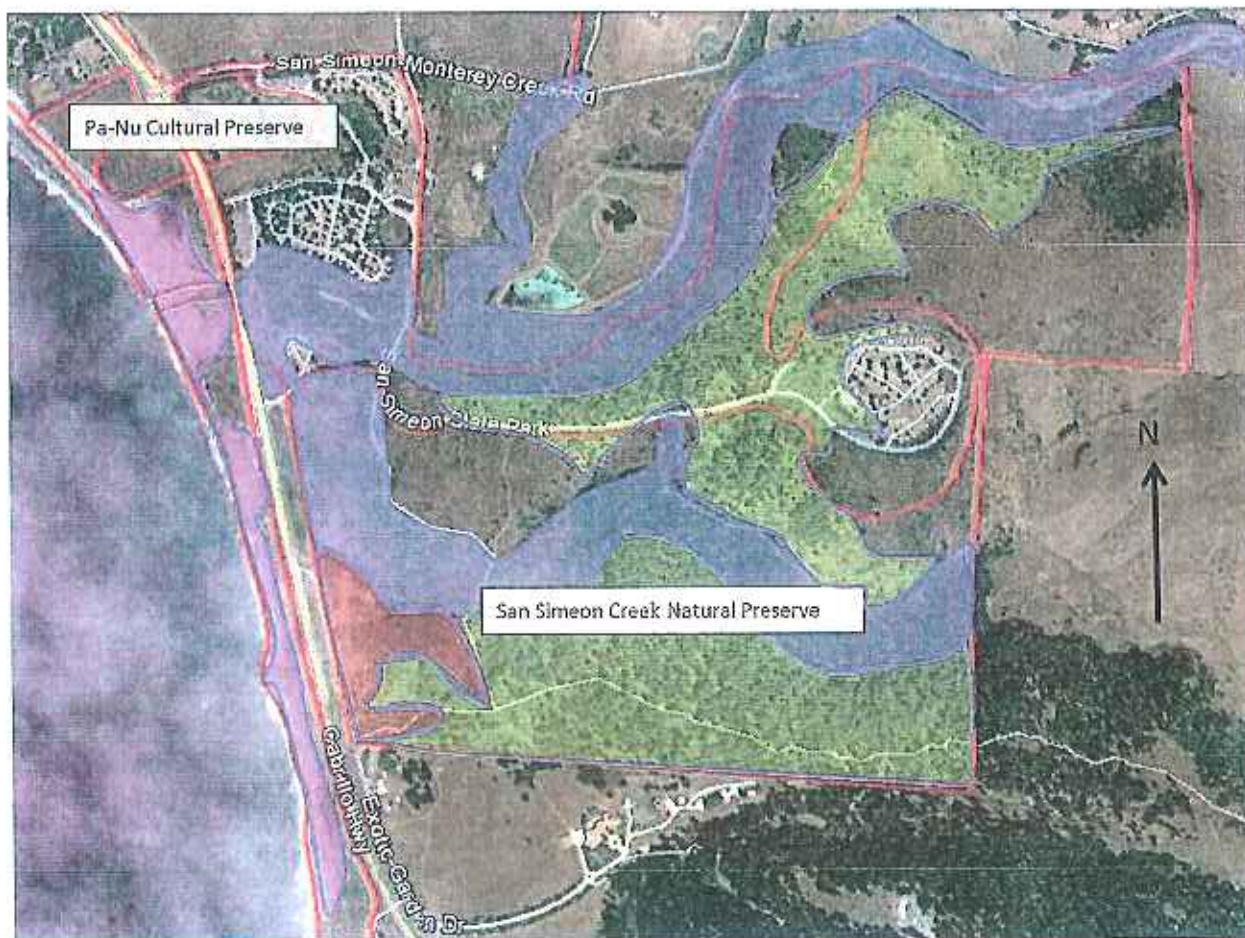 San Simeon-Monterey Creek Rd
Pa-Nu Cultural Preserve
San Simeon State Park
N
San Simeon Creek Natural Preserve
Cabrillo Hwy
Exotic Garden Dr